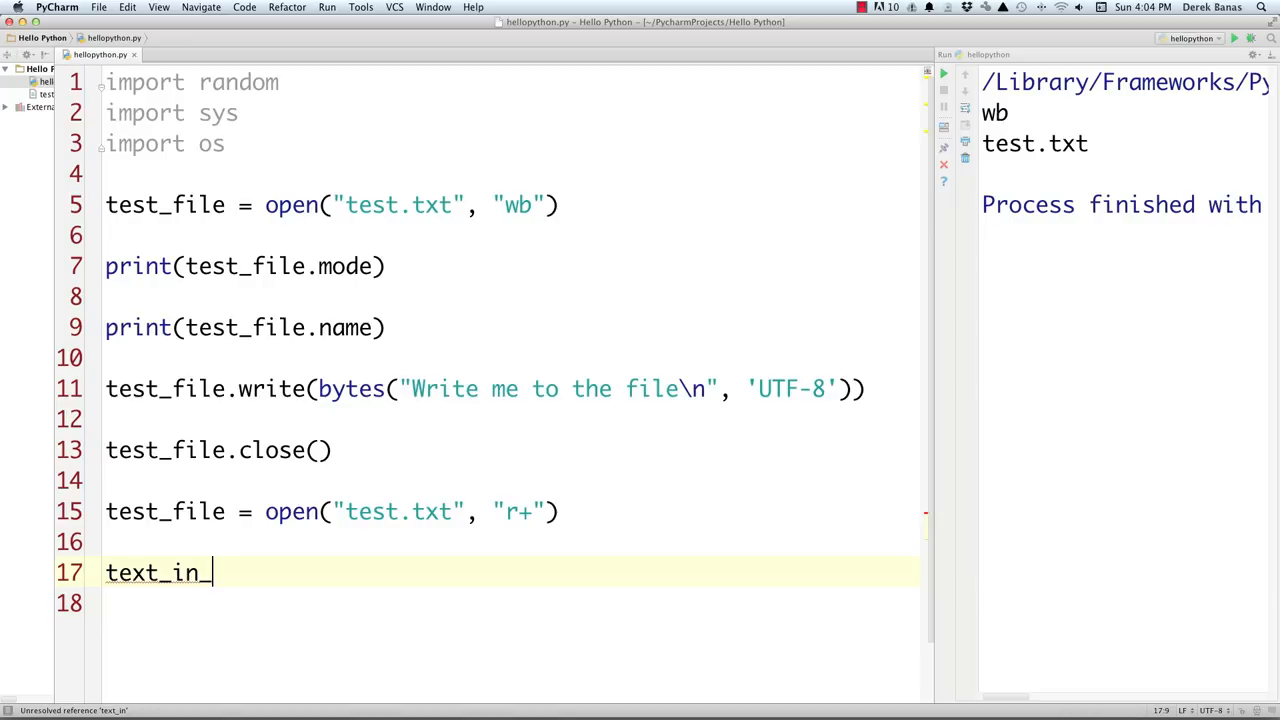 PyCharm File Edit View Navigate Code Refactor Run Tools VCS Window Help 10 Sun 4:04 PM Derek Banas
hellopython.py – Hello Python – [~/PycharmProjects/Hello Python]
Hello Python hellopython.py hellopython
hellopython.py Run hellopython
Hello P
hell
test
Extern
1 import random
2 import sys
3 import os
4
5 test_file = open("test.txt", "wb")
6
7 print(test_file.mode)
8
9 print(test_file.name)
10
11 test_file.write(bytes("Write me to the file\n", 'UTF-8'))
12
13 test_file.close()
14
15 test_file = open("test.txt", "r+")
16
17 text_in_
18
/Library/Frameworks/Py
wb
test.txt
Process finished with
Unresolved reference 'text_in' 17:9 LF UTF-8